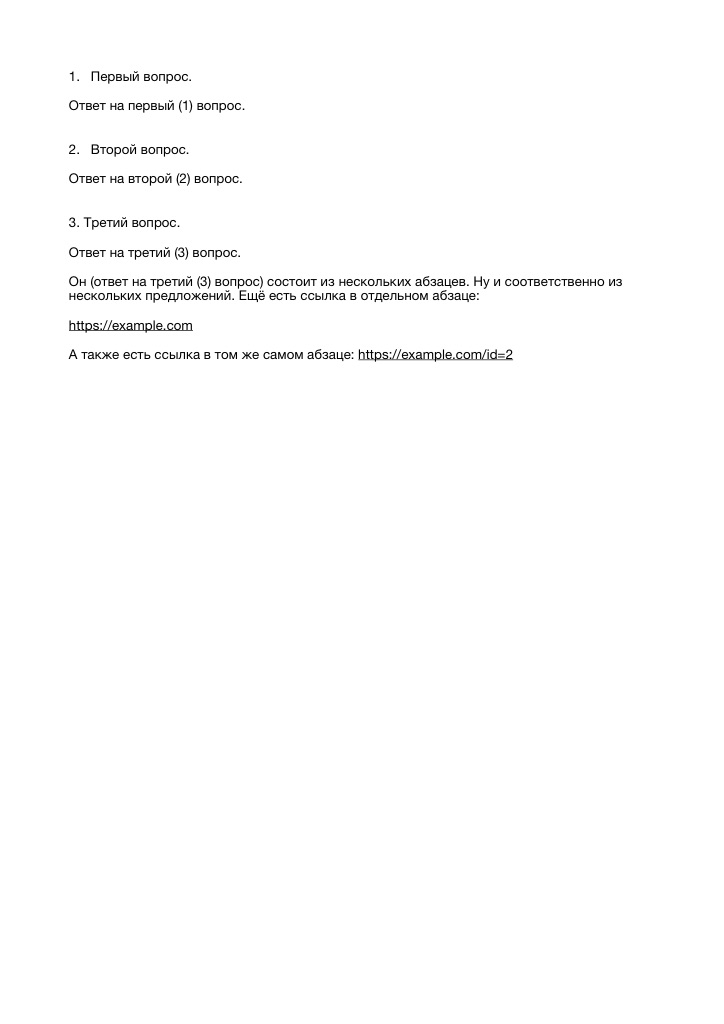 1. Первый вопрос.
Ответ на первый (1) вопрос.
2. Второй вопрос.
Ответ на второй (2) вопрос.
3. Третий вопрос.
Ответ на третий (3) вопрос.
Он (ответ на третий (3) вопрос) состоит из нескольких абзацев. Ну и соответственно из
нескольких предложений. Ещё есть ссылка в отдельном абзаце:
https://example.com
А также есть ссылка в том же самом абзаце: https://example.com/id=2